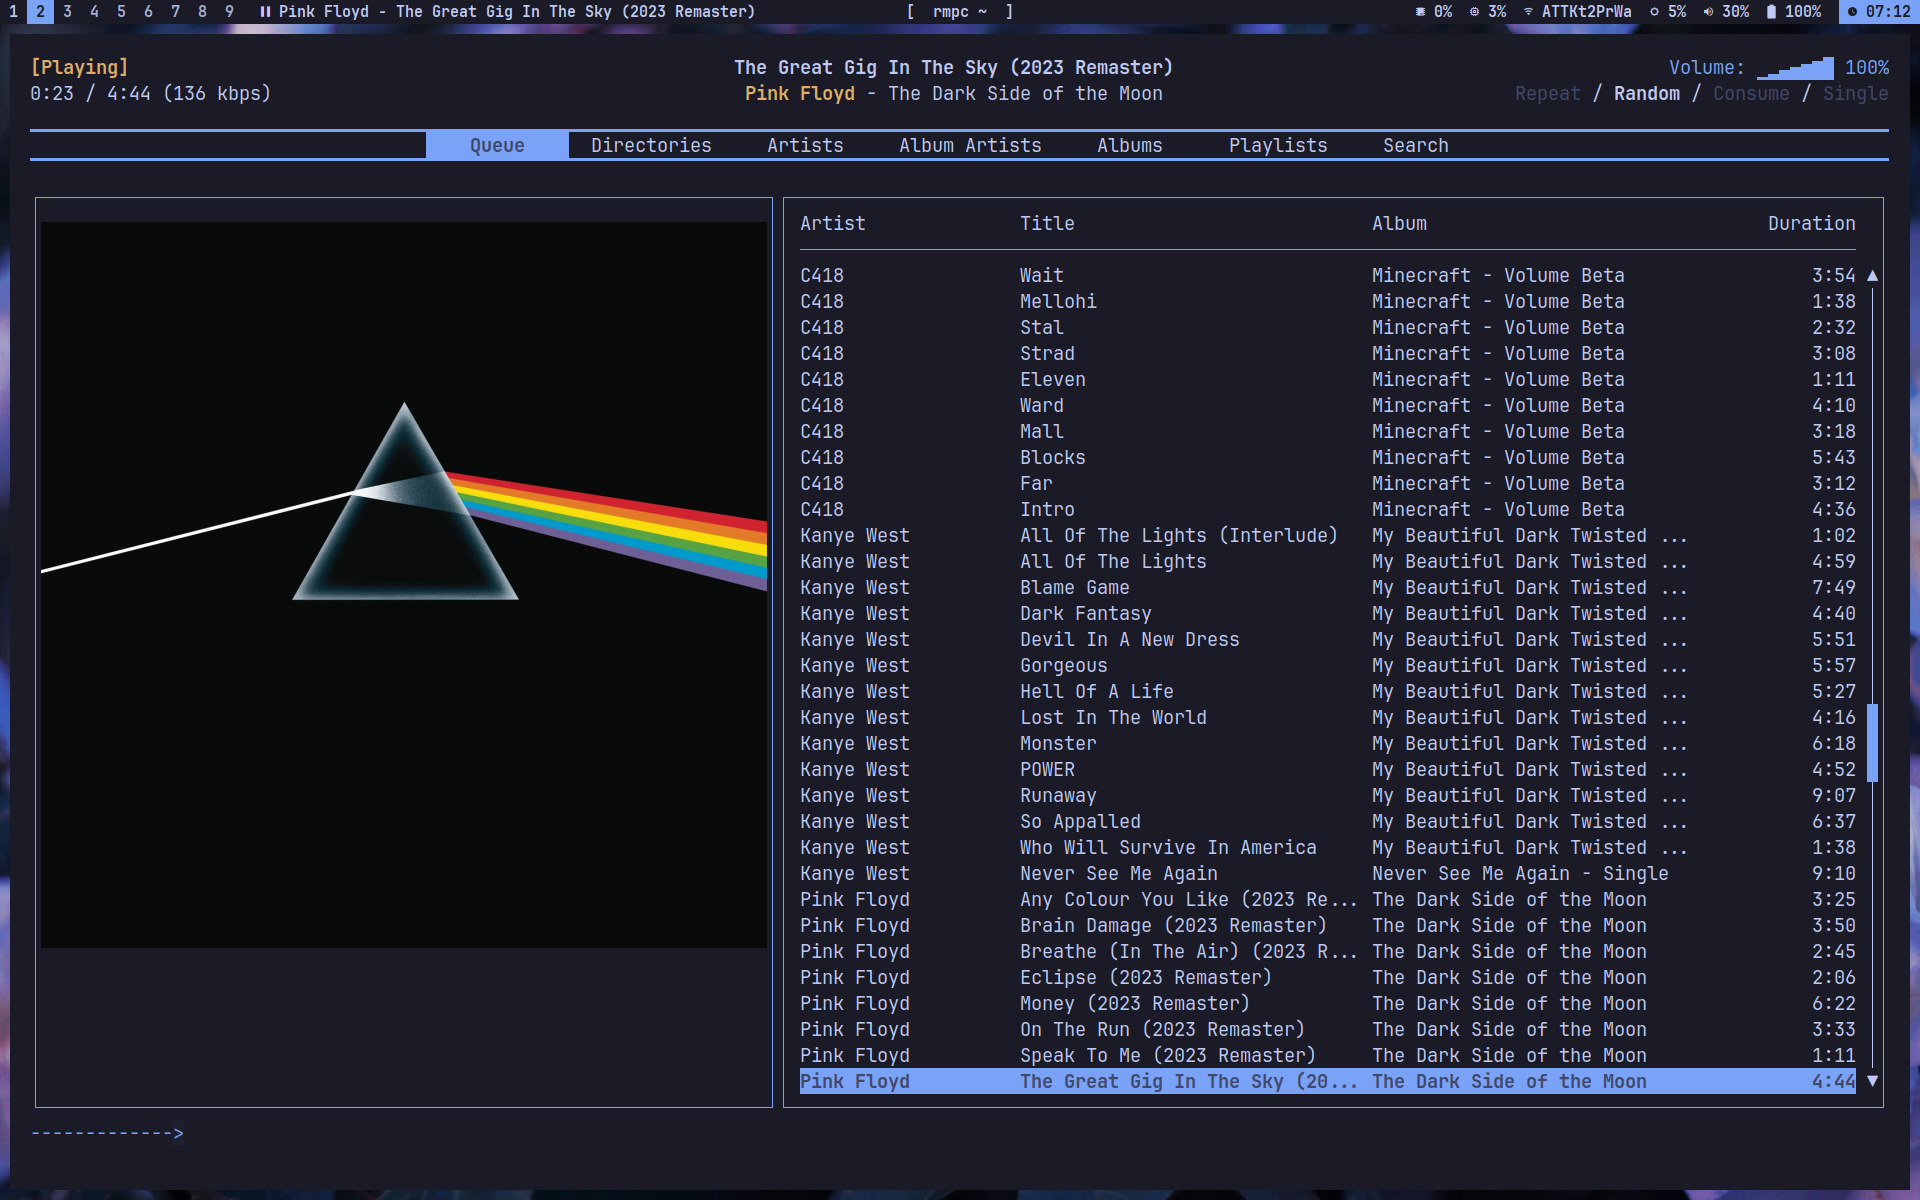 1 2 3 4 5 6 7 8 9 Pink Floyd - The Great Gig In The Sky (2023 Remaster) [ rmpc ~ ] 0% 3% ATTKt2PrWa 5% 30% 100% 07:12
[Playing] The Great Gig In The Sky (2023 Remaster) Volume: 100%
0:23 / 4:44 (136 kbps) Pink Floyd - The Dark Side of the Moon Repeat / Random / Consume / Single
Queue Directories Artists Album Artists Albums Playlists Search
Artist Title Album Duration
C418 Wait Minecraft - Volume Beta 3:54
C418 Mellohi Minecraft - Volume Beta 1:38
C418 Stal Minecraft - Volume Beta 2:32
C418 Strad Minecraft - Volume Beta 3:08
C418 Eleven Minecraft - Volume Beta 1:11
C418 Ward Minecraft - Volume Beta 4:10
C418 Mall Minecraft - Volume Beta 3:18
C418 Blocks Minecraft - Volume Beta 5:43
C418 Far Minecraft - Volume Beta 3:12
C418 Intro Minecraft - Volume Beta 4:36
Kanye West All Of The Lights (Interlude) My Beautiful Dark Twisted ... 1:02
Kanye West All Of The Lights My Beautiful Dark Twisted ... 4:59
Kanye West Blame Game My Beautiful Dark Twisted ... 7:49
Kanye West Dark Fantasy My Beautiful Dark Twisted ... 4:40
Kanye West Devil In A New Dress My Beautiful Dark Twisted ... 5:51
Kanye West Gorgeous My Beautiful Dark Twisted ... 5:57
Kanye West Hell Of A Life My Beautiful Dark Twisted ... 5:27
Kanye West Lost In The World My Beautiful Dark Twisted ... 4:16
Kanye West Monster My Beautiful Dark Twisted ... 6:18
Kanye West POWER My Beautiful Dark Twisted ... 4:52
Kanye West Runaway My Beautiful Dark Twisted ... 9:07
Kanye West So Appalled My Beautiful Dark Twisted ... 6:37
Kanye West Who Will Survive In America My Beautiful Dark Twisted ... 1:38
Kanye West Never See Me Again Never See Me Again - Single 9:10
Pink Floyd Any Colour You Like (2023 Re... The Dark Side of the Moon 3:25
Pink Floyd Brain Damage (2023 Remaster) The Dark Side of the Moon 3:50
Pink Floyd Breathe (In The Air) (2023 R... The Dark Side of the Moon 2:45
Pink Floyd Eclipse (2023 Remaster) The Dark Side of the Moon 2:06
Pink Floyd Money (2023 Remaster) The Dark Side of the Moon 6:22
Pink Floyd On The Run (2023 Remaster) The Dark Side of the Moon 3:33
Pink Floyd Speak To Me (2023 Remaster) The Dark Side of the Moon 1:11
Pink Floyd The Great Gig In The Sky (20... The Dark Side of the Moon 4:44
------------->